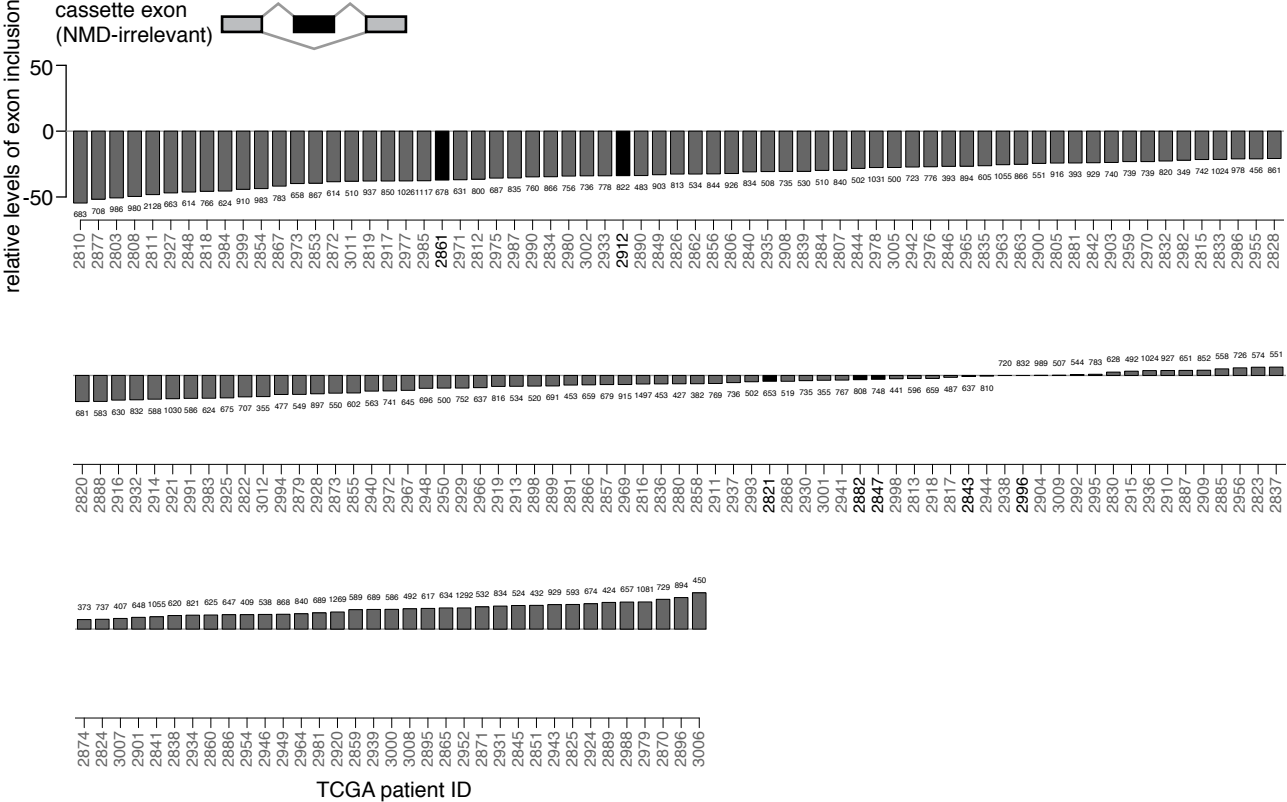 cassette exon
(NMD-irrelevant)
relative levels of exon inclusion
50
0
-50
683 708 986 980 2128 663 614 766 624 910 983 783 658 867 614 510 937 850 1026 1117 678 631 800 687 835 760 866 756 736 778 822 483 903 813 534 844 926 834 508 735 530 510 840 502 1031 500 773 776 393 894 605 1055 866 551 916 393 929 740 739 739 820 349 742 1024 978 456 861
2810 2877 2803 2808 2811 2927 2848 2818 2984 2999 2854 2867 2973 2853 2872 3011 2819 2917 2977 2985 2861 2971 2812 2975 2987 2990 2834 2980 3002 2933 2912 2890 2849 2826 2862 2856 2806 2840 2935 2908 2839 2884 2807 2844 2978 3005 2942 2976 2846 2965 2835 2963 2863 2900 2805 2881 2842 2903 2959 2970 2832 2982 2815 2833 2986 2955 2828
720 832 989 507 544 783 628 492 1024 927 651 852 558 726 574 551
681 583 630 832 588 1030 586 624 675 707 355 477 549 897 550 602 563 741 645 696 500 752 637 816 534 520 691 453 659 679 915 1497 453 427 382 769 736 502 653 519 735 355 767 808 748 441 596 659 487 637 810
2820 2888 2916 2932 2914 2921 2991 2983 2925 2822 3012 2994 2879 2928 2873 2855 2940 2972 2967 2948 2950 2929 2966 2919 2913 2898 2899 2891 2866 2857 2969 2816 2836 2880 2858 2911 2937 2993 2821 2868 2930 3001 2941 2882 2847 2998 2813 2918 2817 2843 2944 2938 2996 2904 3009 2992 2995 2830 2915 2936 2910 2887 2909 2885 2956 2823 2837
373 737 407 648 1055 620 821 625 647 409 538 868 840 689 1269 589 689 586 492 617 634 1292 532 834 524 432 929 593 674 424 657 1081 729 894 450
2874 2824 3007 2901 2841 2838 2934 2860 2886 2954 2946 2949 2964 2981 2920 2859 2939 3000 3008 2895 2865 2952 2871 2931 2845 2851 2943 2825 2924 2889 2988 2979 2870 2896 3006
TCGA patient ID